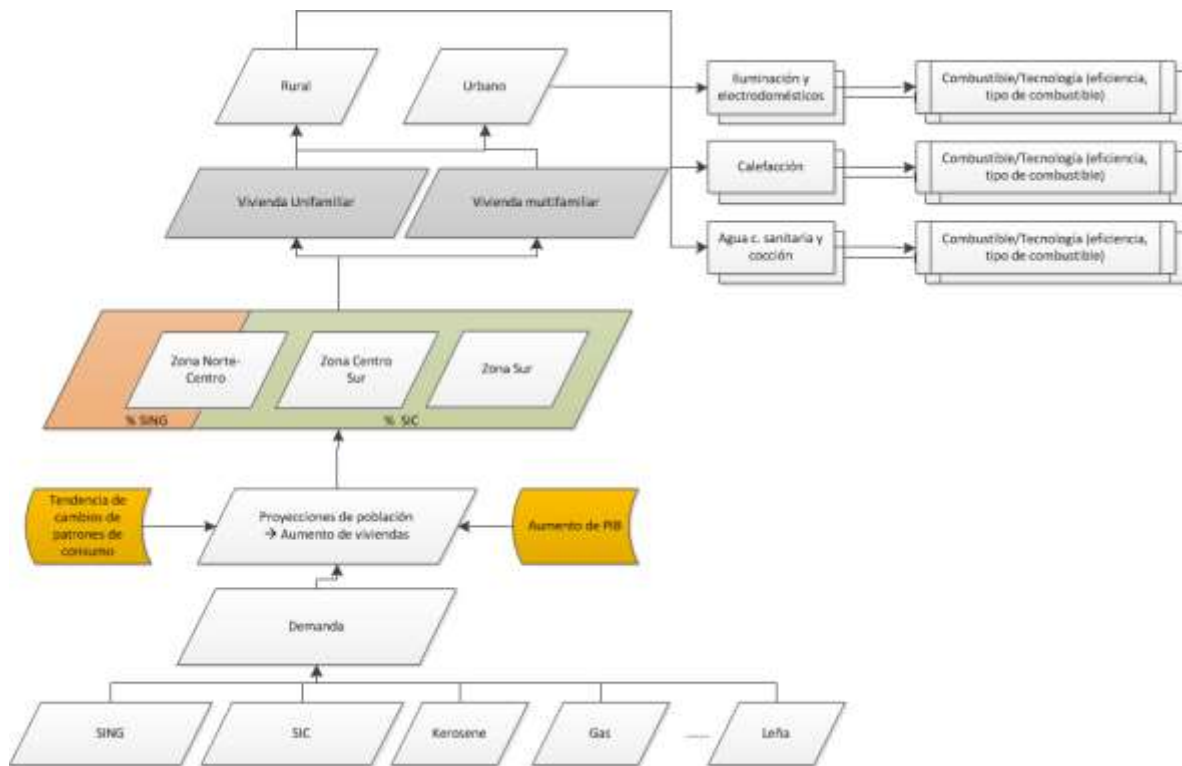 Rural
Urbano
Iluminación y
electrodomésticos
Combustible/Tecnología (eficiencia,
tipo de combustible)
Vivienda Unifamiliar
Vivienda multifamiliar
Calefacción
Combustible/Tecnología (eficiencia,
tipo de combustible)
Agua c. sanitaria y
cocción
Combustible/Tecnología (eficiencia,
tipo de combustible)
Zona Norte-
Centro
Zona Centro
Sur
Zona Sur
% SING
% SIC
Tendencia de
cambios de
patrones de
consumo
Proyecciones de población
→ Aumento de viviendas
Aumento de PIB
Demanda
SING
SIC
Kerosene
Gas
........
Leña